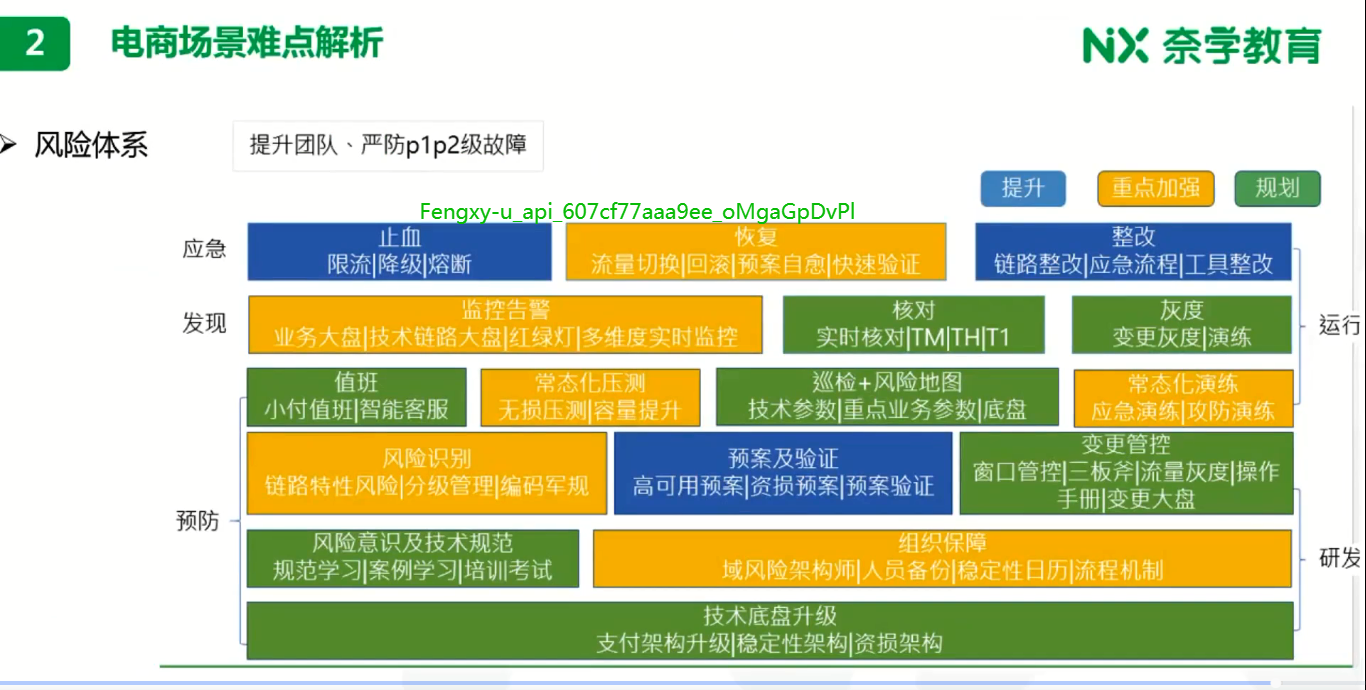 2
电商场景难点解析
NX 奈学教育
风险体系
提升团队、严防p1p2级故障
提升
重点加强
规划
Fengxy-u_api_607cf77aaa9ee_oMgaGpDvPl
应急
止血
限流|降级|熔断
恢复
流量切换|回滚|预案自愈|快速验证
整改
链路整改|应急流程|工具整改
发现
监控告警
业务大盘|技术链路大盘|红绿灯|多维度实时监控
核对
实时核对|TM|TH|T1
灰度
变更灰度|演练
运行
值班
小付值班|智能客服
常态化压测
无损压测|容量提升
巡检+风险地图
技术参数|重点业务参数|底盘
常态化演练
应急演练|攻防演练
预防
风险识别
链路特性风险|分级管理|编码军规
预案及验证
高可用预案|资损预案|预案验证
变更管控
窗口管控|三板斧|流量灰度|操作
手册|变更大盘
风险意识及技术规范
规范学习|案例学习|培训|考试
组织保障
域风险架构师|人员备份|稳定性日历|流程机制
研发
技术底盘升级
支付架构升级|稳定性架构|资损架构